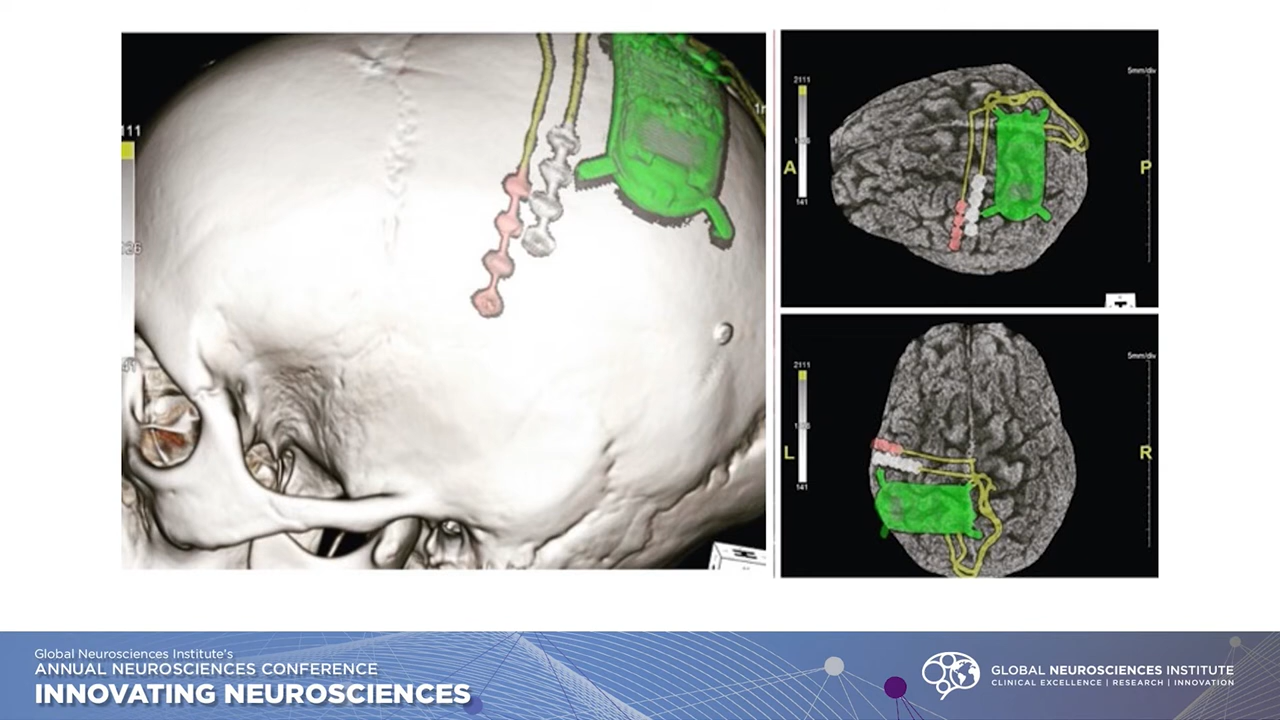 111
26
A
P
2111
141
5mm/div
L
R
2111
141
5mm/div
H
Global Neurosciences Institute's
ANNUAL NEUROSCIENCES CONFERENCE
INNOVATING NEUROSCIENCES
GLOBAL NEUROSCIENCES INSTITUTE
CLINICAL EXCELLENCE | RESEARCH | INNOVATION